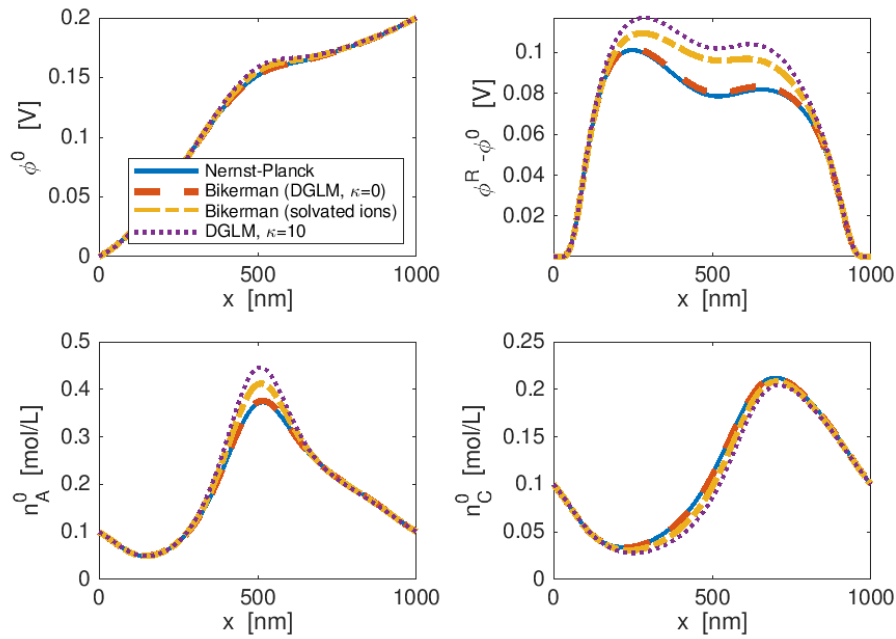 0.2
0.15
0.1
0.05
0
ϕ⁰ [V]
Nernst-Planck
Bikerman (DGLM, κ=0)
Bikerman (solvated ions)
DGLM, κ=10
0 500 1000
x [nm]
0.1
0.08
0.06
0.04
0.02
ϕᴿ -ϕ⁰ [V]
0 500 1000
x [nm]
0.5
0.4
0.3
0.2
0.1
0
n_A⁰ [mol/L]
0 500 1000
x [nm]
0.25
0.2
0.15
0.1
0.05
0
n_C⁰ [mol/L]
0 500 1000
x [nm]